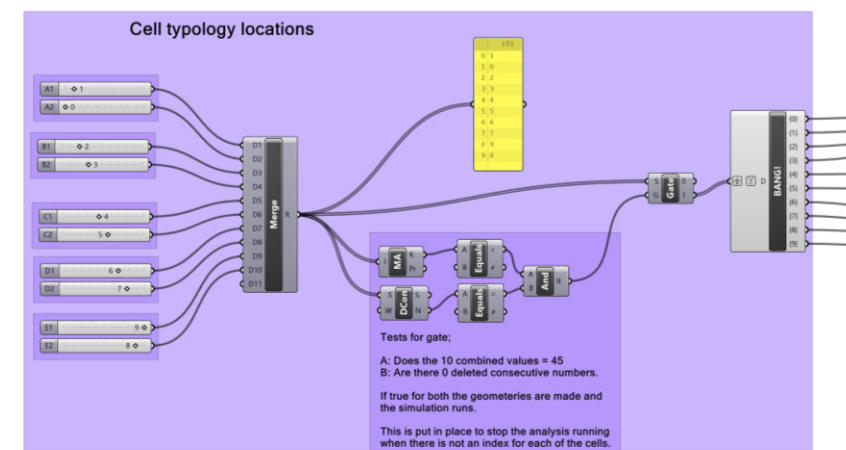 Cell typology locations
{0}
0 1
1 0
2 2
3 3
4 4
5 5
6 6
7 7
8 9
9 8
A1 1
A2 0
B1 2
B2 3
C1 4
C2 5
D1 6
D2 7
E1 9
E2 8
D1
D2
D3
D4
D5
D6
D7
D8
D9
D10
D11
Merge
R
I MA R
Pr
A Equals =
B ≠
S DCon S
W N
A Equals =
B ≠
A And R
B
S Gate 0
G 1
D BANG!
{0}
{1}
{2}
{3}
{4}
{5}
{6}
{7}
{8}
{9}
Tests for gate;
A: Does the 10 combined values = 45
B: Are there 0 deleted consecutive numbers.
If true for both the geometeries are made and
the simulation runs.
This is put in place to stop the analysis running
when there is not an index for each of the cells.